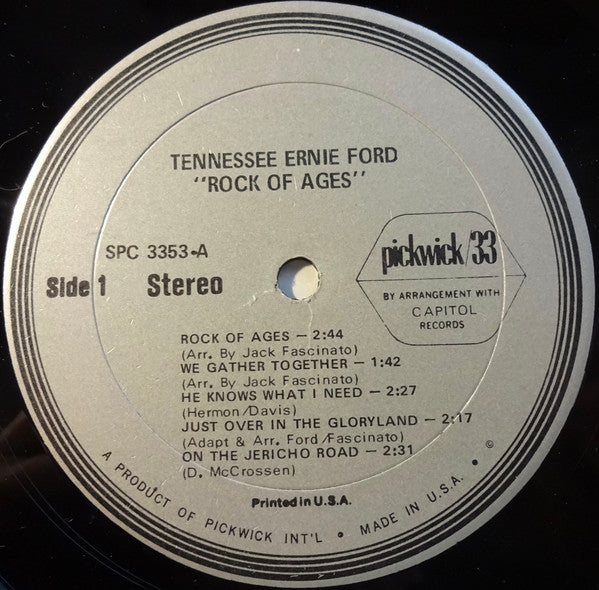 TENNESSEE ERNIE FORD
"ROCK OF AGES"
SPC 3353-A
Side 1 Stereo
pickwick/33
BY ARRANGEMENT WITH
CAPITOL
RECORDS
ROCK OF AGES — 2:44
(Arr. By Jack Fascinato)
WE GATHER TOGETHER — 1:42
(Arr. By Jack Fascinato)
HE KNOWS WHAT I NEED — 2:27
(Hermon/Davis)
JUST OVER IN THE GLORYLAND — 2:17
(Adapt & Arr. Ford/Fascinato)
ON THE JERICHO ROAD — 2:31
(D. McCrossen)
Printed in U.S.A.
A PRODUCT OF PICKWICK INT'L • MADE IN U.S.A. • ©